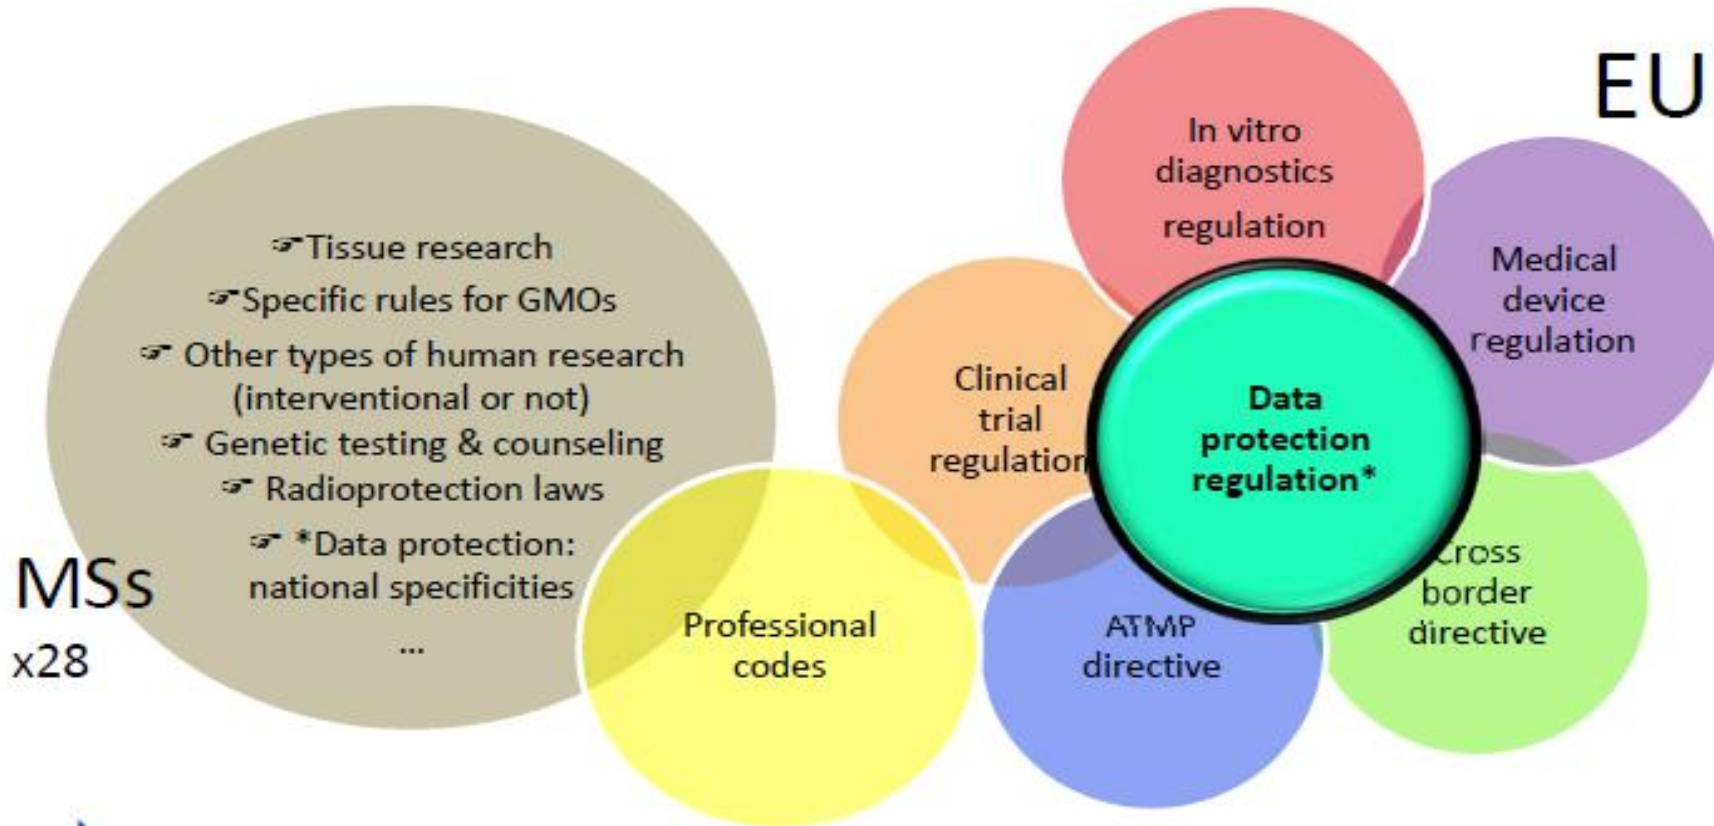 EU
In vitro
diagnostics
regulation
Medical
device
regulation
☞Tissue research
☞Specific rules for GMOs
☞ Other types of human research
(interventional or not)
☞ Genetic testing & counseling
☞ Radioprotection laws
☞ *Data protection:
national specificities
...
MSs
x28
Clinical
trial
regulation
Data
protection
regulation*
Professional
codes
ATMP
directive
Cross
border
directive